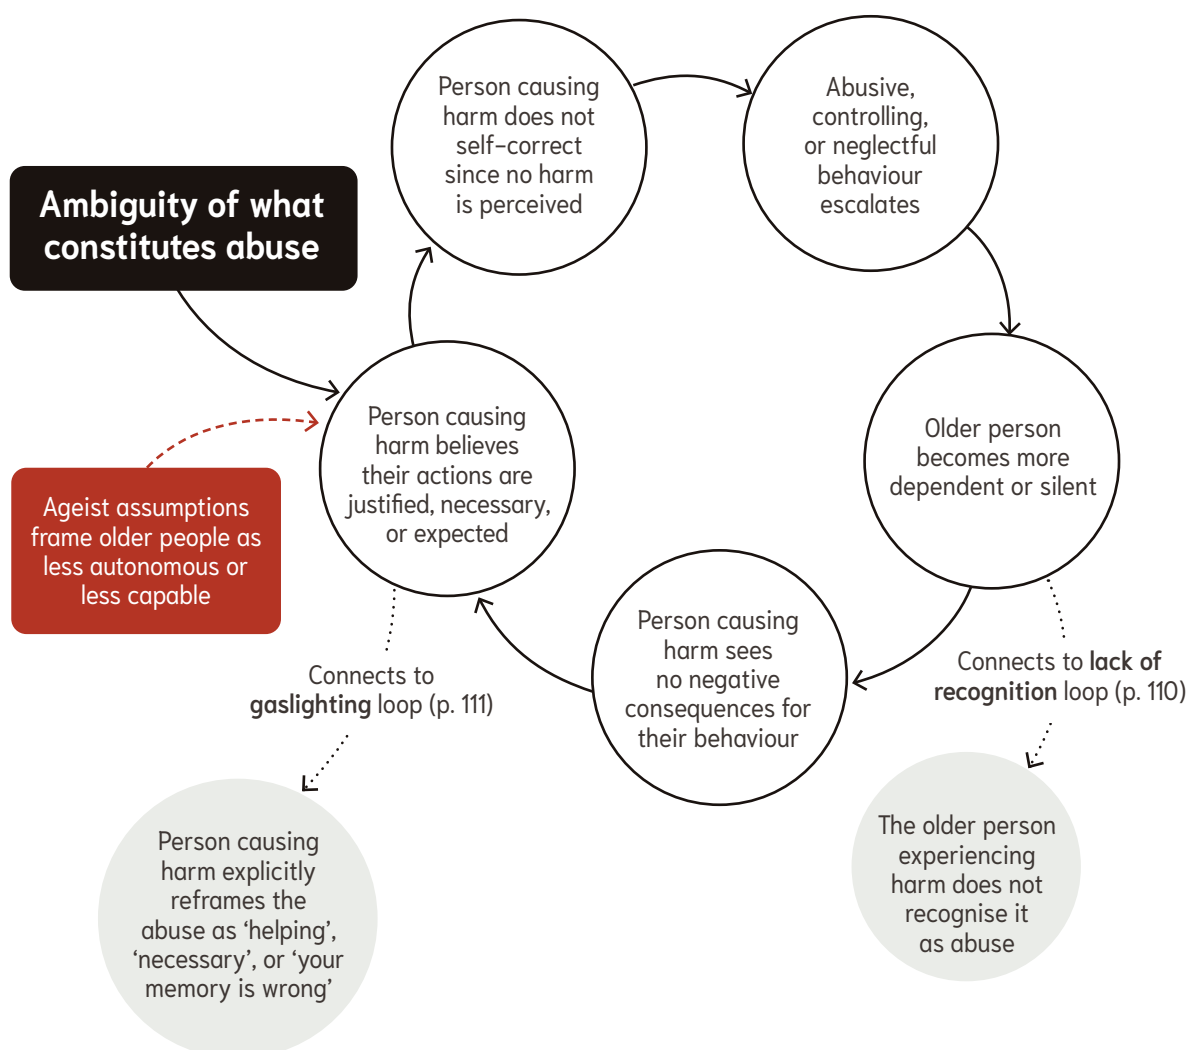 Person causing
harm does not
self-correct
since no harm
is perceived
Abusive,
controlling,
or neglectful
behaviour
escalates
Ambiguity of what
constitutes abuse
Person causing
harm believes
their actions are
justified, necessary,
or expected
Older person
becomes more
dependent or silent
Ageist assumptions
frame older people as
less autonomous or
less capable
Person causing
harm sees
no negative
consequences for
their behaviour
Connects to
gaslighting loop (p. 111)
Connects to lack of
recognition loop (p. 110)
Person causing
harm explicitly
reframes the
abuse as ‘helping’,
‘necessary’, or ‘your
memory is wrong’
The older person
experiencing
harm does not
recognise it
as abuse